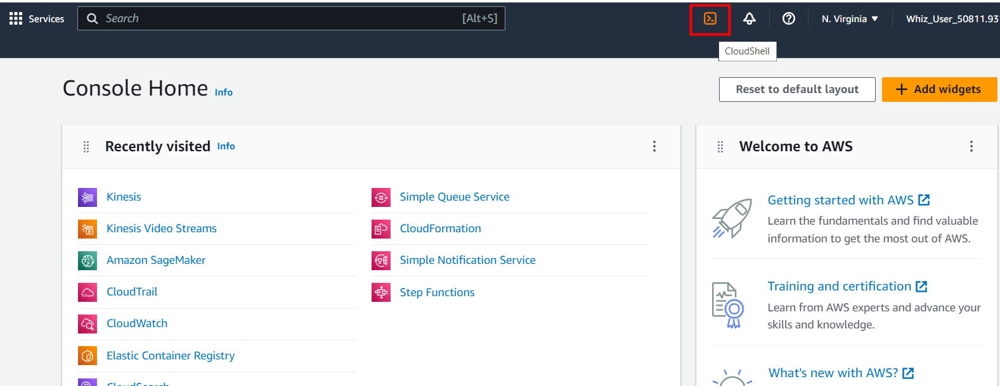 Services
Search
[Alt+S]
N. Virginia
Whiz_User_50811.93
CloudShell
Console Home Info
Reset to default layout
Add widgets
Recently visited Info
Kinesis
Kinesis Video Streams
Amazon SageMaker
CloudTrail
CloudWatch
Elastic Container Registry
CloudSearch
Simple Queue Service
CloudFormation
Simple Notification Service
Step Functions
Welcome to AWS
Getting started with AWS
Learn the fundamentals and find valuable
information to get the most out of AWS.
Training and certification
Learn from AWS experts and advance your
skills and knowledge.
What's new with AWS?